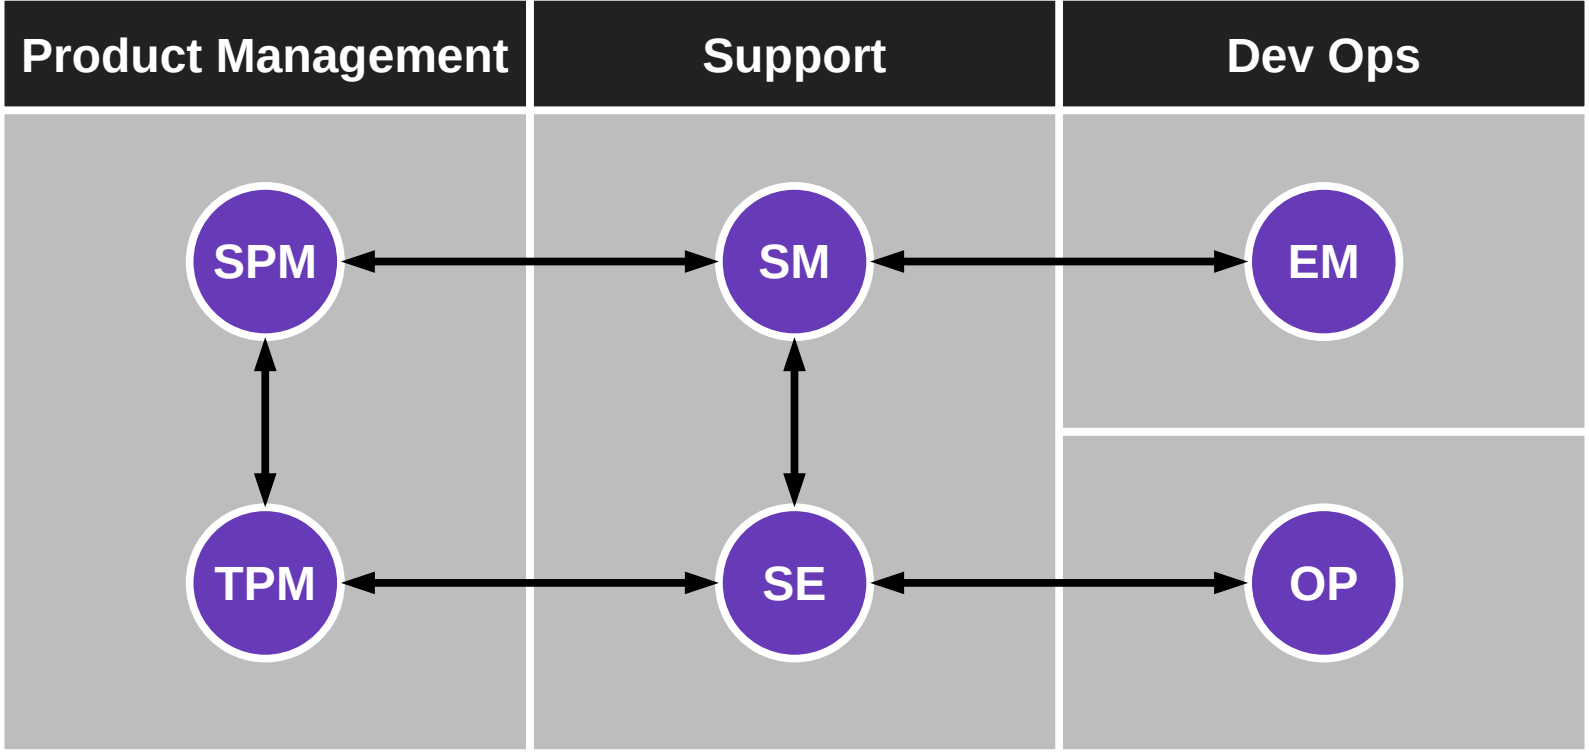 Product Management
Support
Dev Ops
SPM
SM
EM
TPM
SE
OP